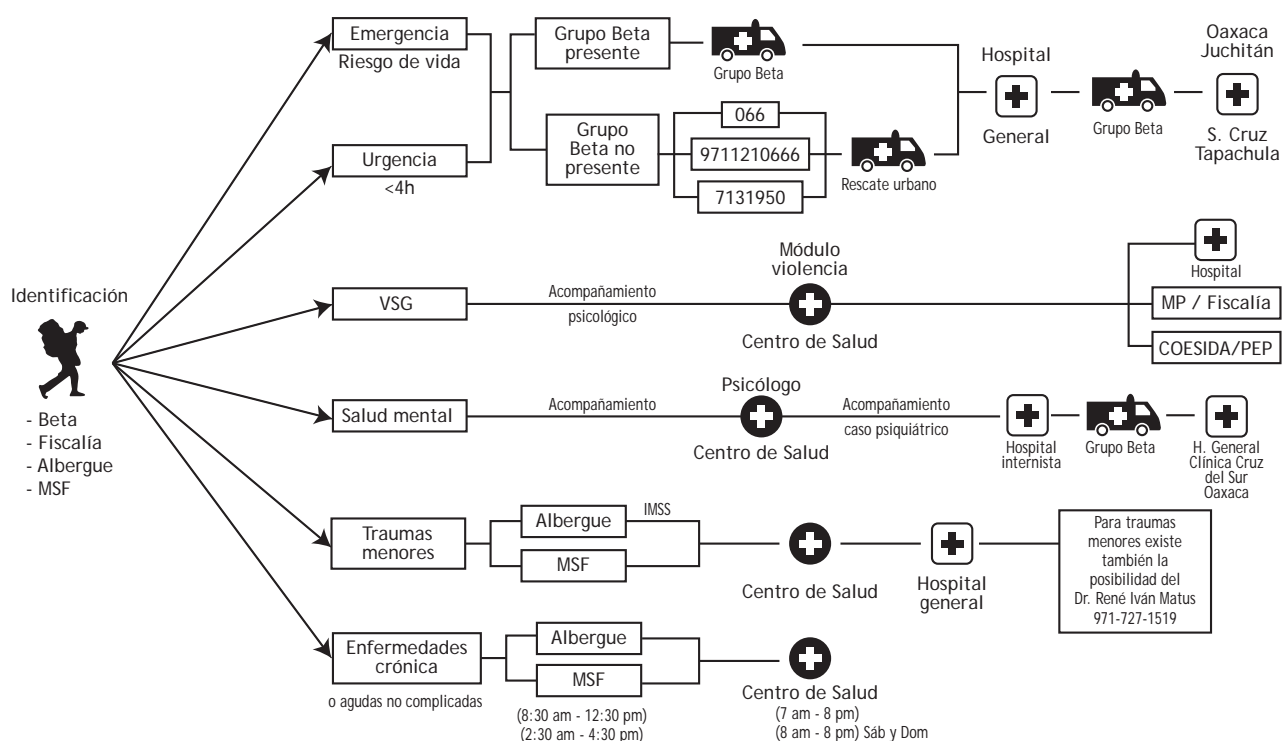 Identificación
- Beta
- Fiscalía
- Albergue
- MSF
Emergencia
Riesgo de vida
Urgencia
<4h
Grupo Beta
presente
Grupo Beta
Grupo
Beta no
presente
066
9711210666
7131950
Rescate urbano
Hospital
General
Grupo Beta
Oaxaca
Juchitán
S. Cruz
Tapachula
VSG
Acompañamiento
psicológico
Módulo
violencia
Centro de Salud
Hospital
MP / Fiscalía
COESIDA/PEP
Salud mental
Acompañamiento
Psicólogo
Centro de Salud
Acompañamiento
caso psiquiátrico
Hospital
internista
Grupo Beta
H. General
Clínica Cruz
del Sur
Oaxaca
Traumas
menores
Albergue
IMSS
MSF
Centro de Salud
Hospital
general
Para traumas
menores existe
también la
posibilidad del
Dr. René Iván Matus
971-727-1519
Enfermedades
crónica
o agudas no complicadas
Albergue
MSF
(8:30 am - 12:30 pm)
(2:30 am - 4:30 pm)
Centro de Salud
(7 am - 8 pm)
(8 am - 8 pm) Sáb y Dom